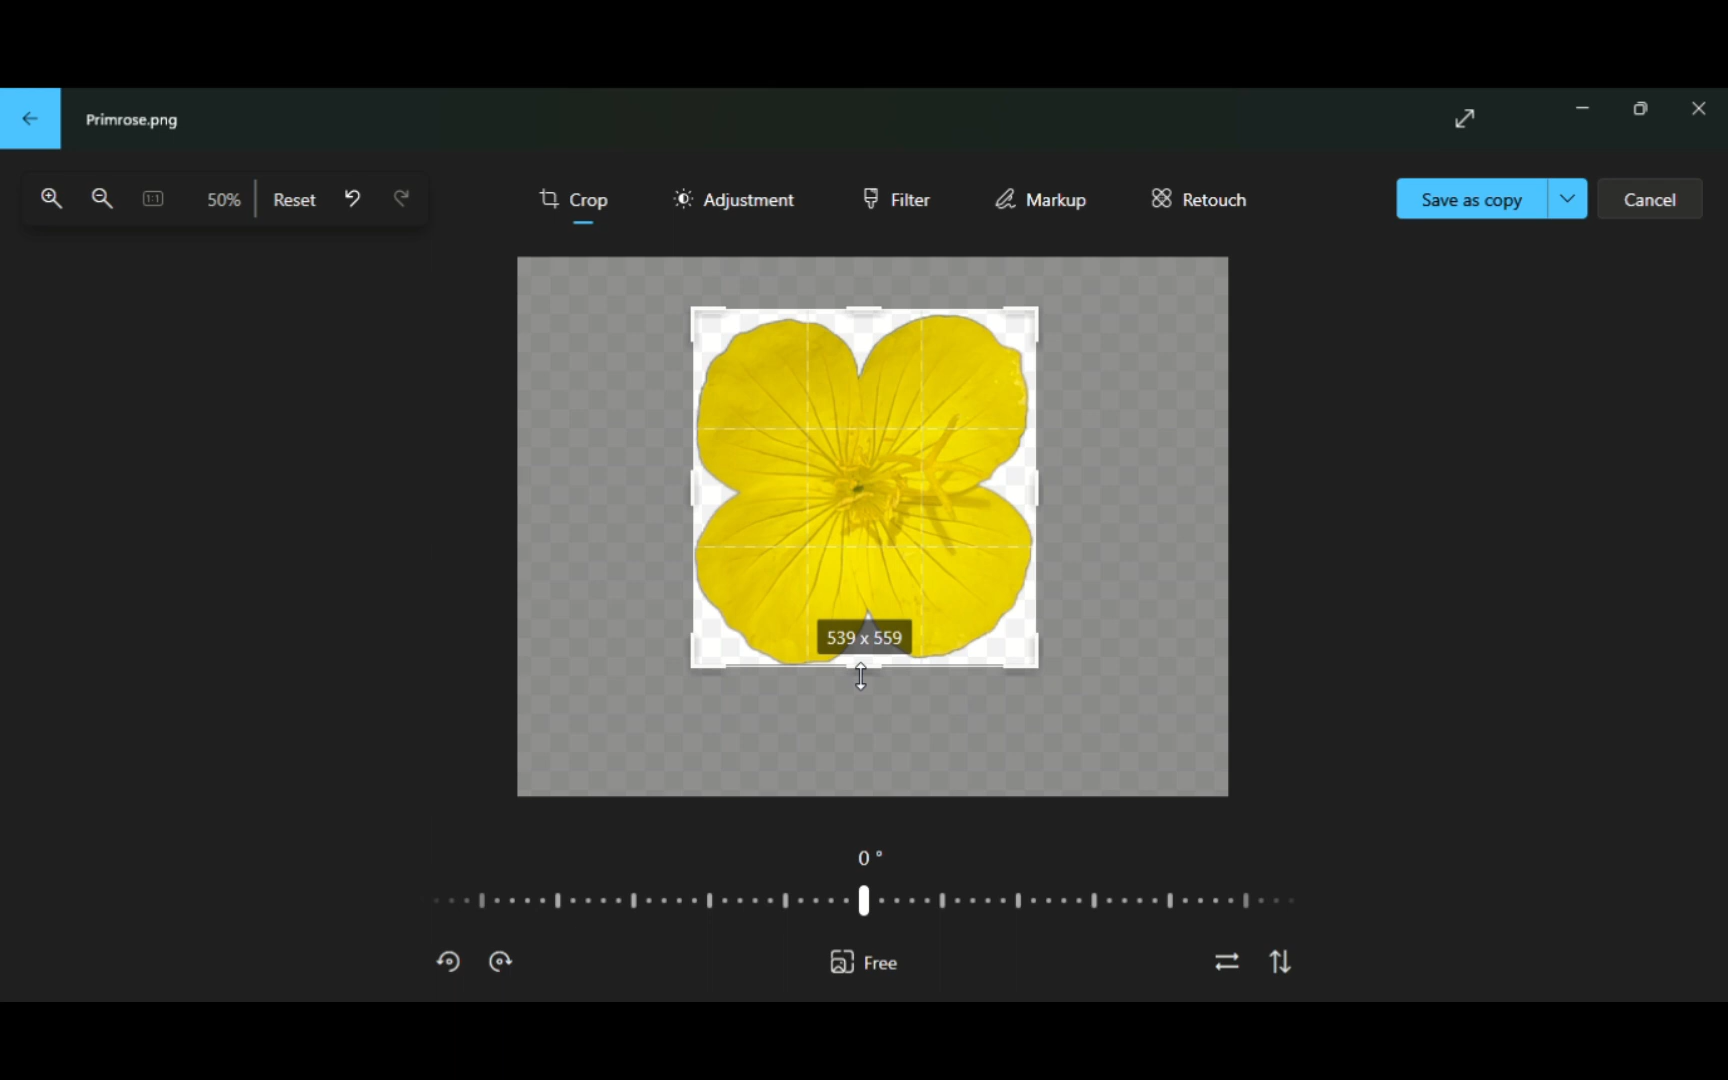 Primrose.png
50% Reset
Crop Adjustment Filter Markup Retouch
Save as copy Cancel
539 x 559
0 °
Free